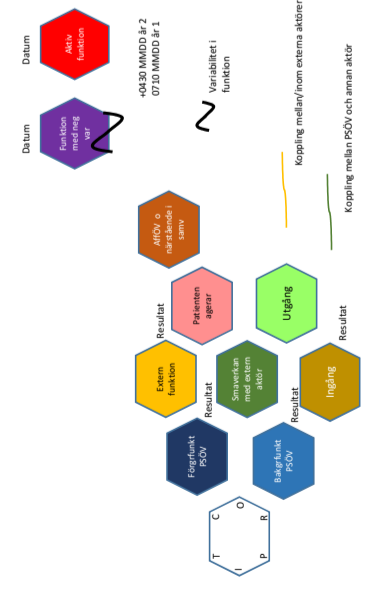 Datum
Aktiv
funktion
Datum
Funktion
med neg
var
+0430 MMDD år 2
0710 MMDD år 1
Variabilitet i
funktion
Koppling mellan/inom externa aktörer
Koppling mellan PSÖV och annan aktör
AffÖV o
närstående i
samv
Patienten
agerar
Utgång
Resultat
Extern
funktion
Smaverkan
med extern
aktör
Ingång
Resultat
Resultat
Resultat
Förgrfunkt
PSÖV
Bakgrfunkt
PSÖV
T
C
I
O
P
R